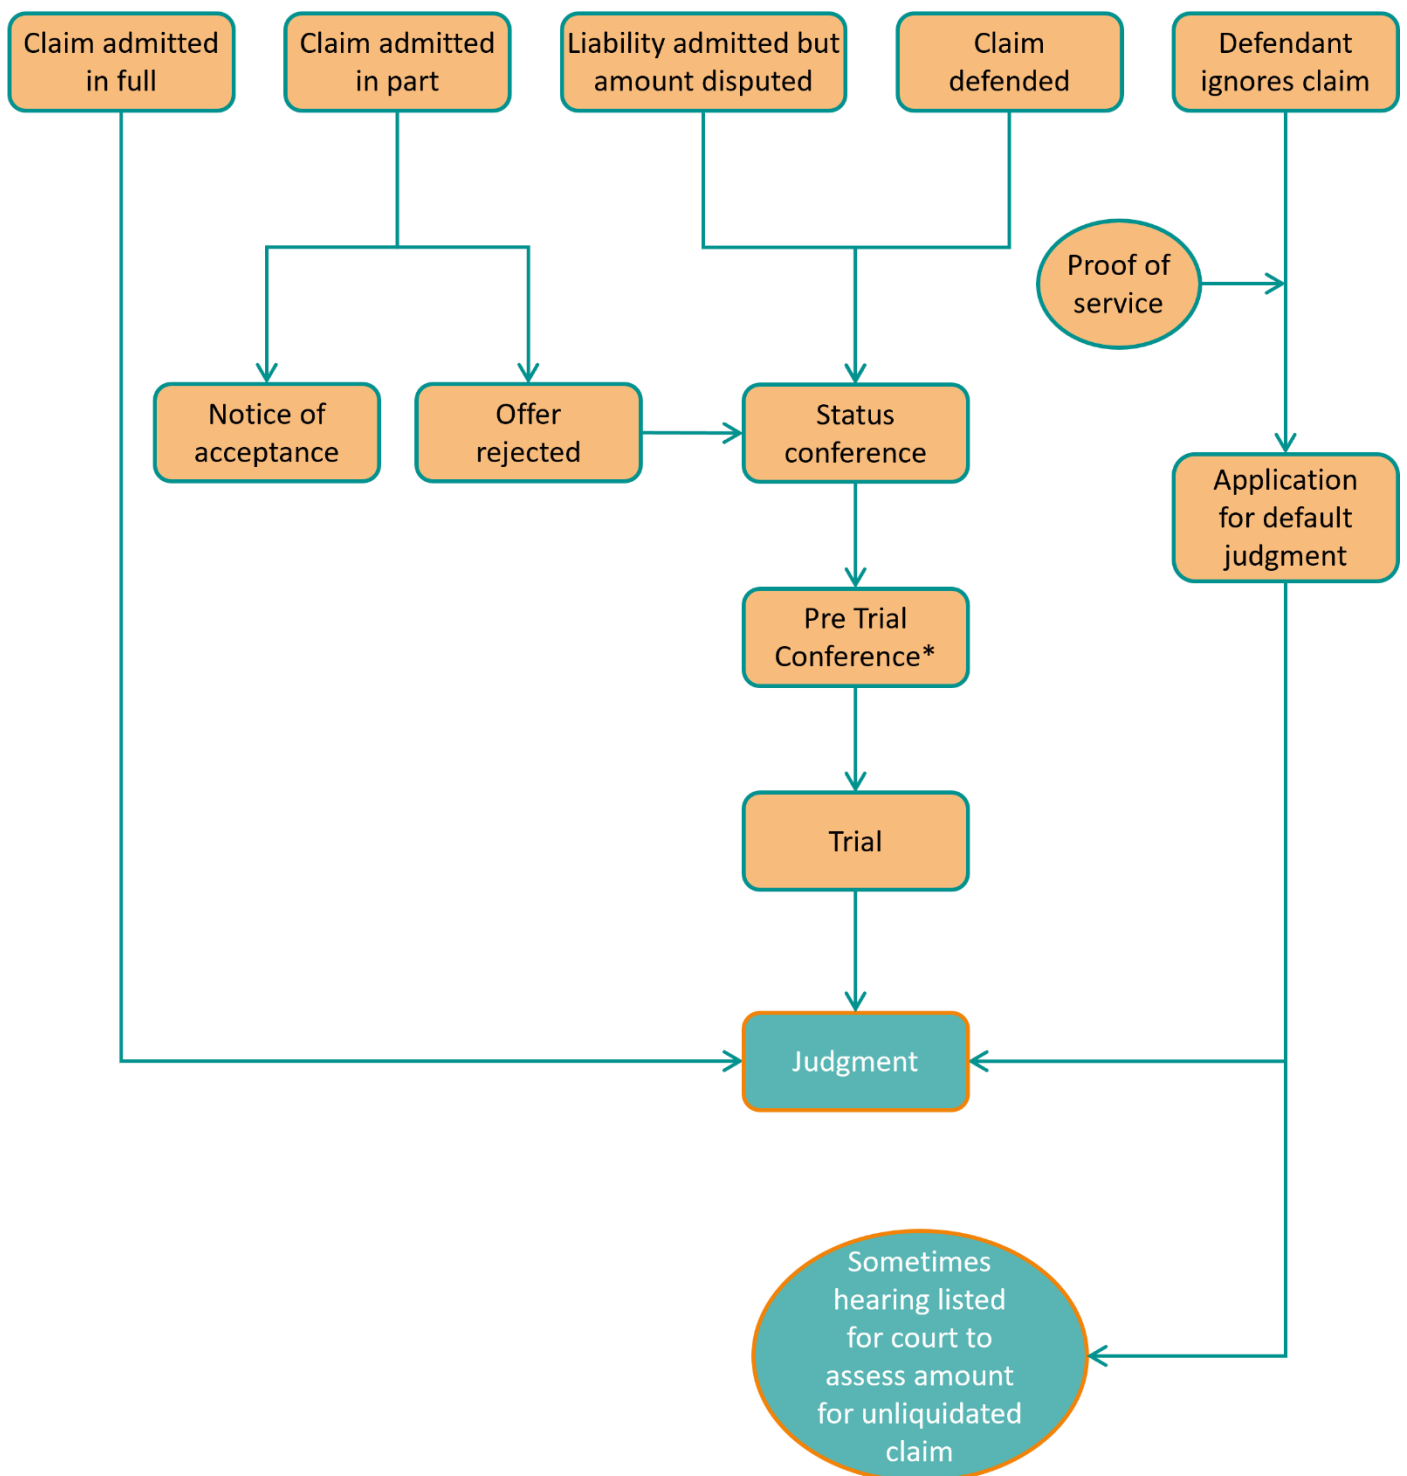 Claim admitted
in full
Claim admitted
in part
Liability admitted but
amount disputed
Claim
defended
Defendant
ignores claim
Proof of
service
Notice of
acceptance
Offer
rejected
Status
conference
Application
for default
judgment
Pre Trial
Conference*
Trial
Judgment
Sometimes
hearing listed
for court to
assess amount
for unliquidated
claim